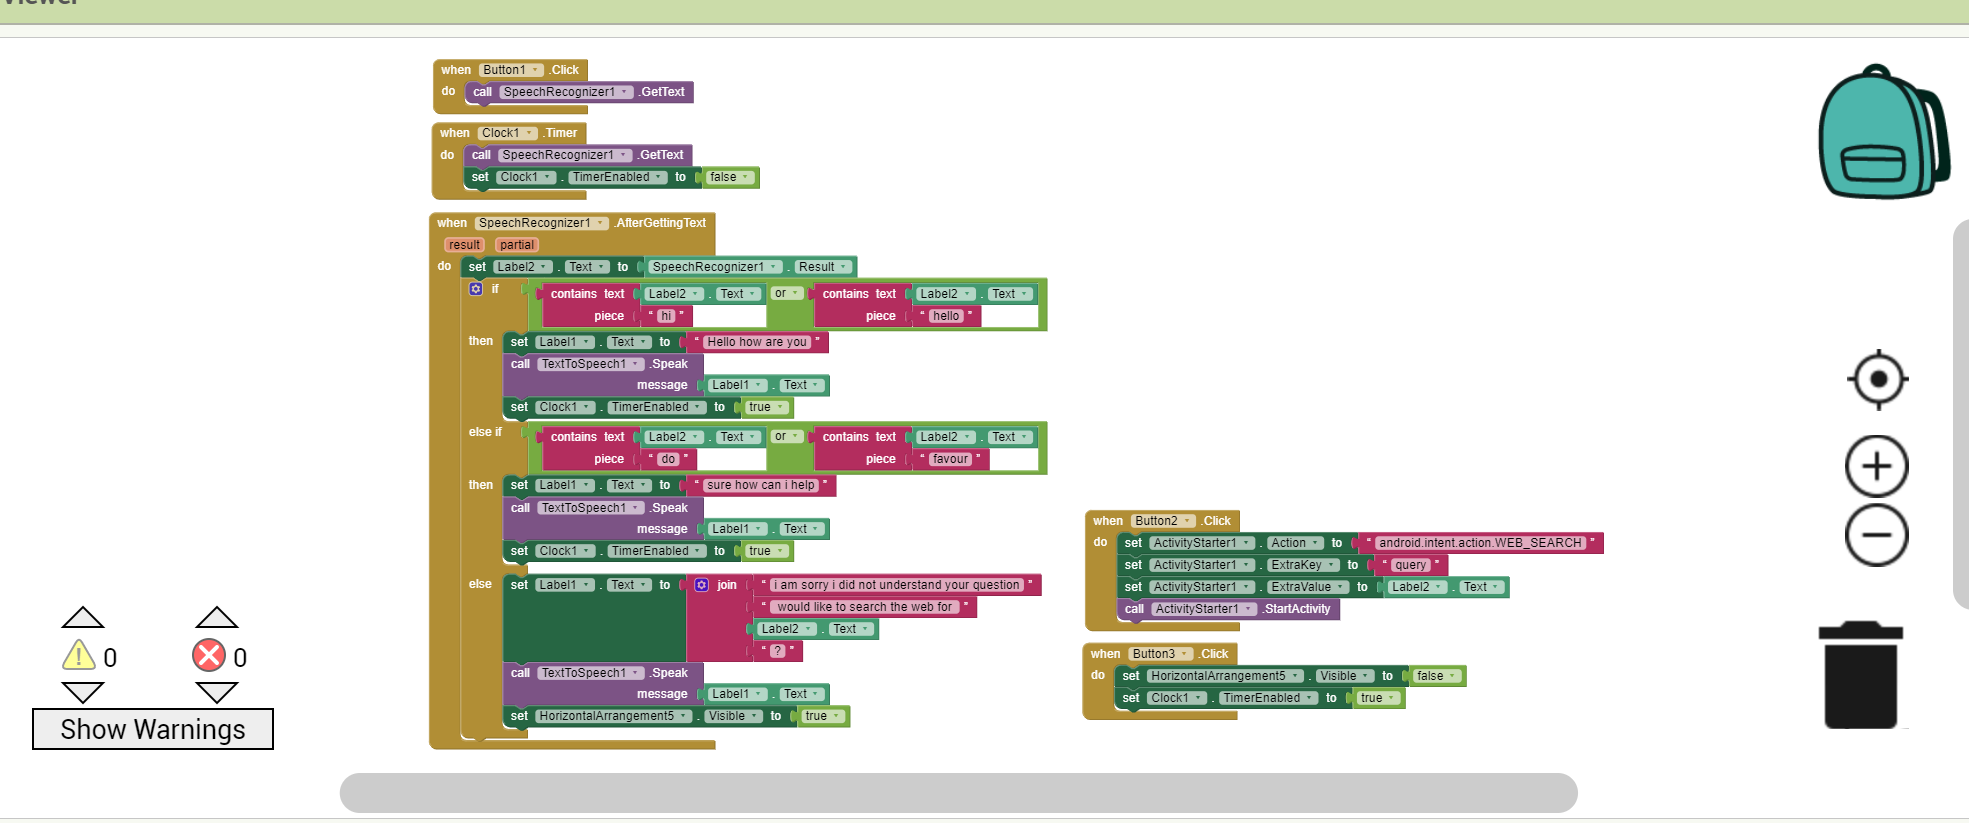 when Button1 .Click
do call SpeechRecognizer1 .GetText
when Clock1 .Timer
do call SpeechRecognizer1 .GetText
set Clock1 . TimerEnabled to false
when SpeechRecognizer1 .AfterGettingText
result partial
do set Label2 . Text to SpeechRecognizer1 . Result
if contains text Label2 . Text or contains text Label2 . Text
piece “ hi ” piece “ hello ”
then set Label1 . Text to “ Hello how are you ”
call TextToSpeech1 .Speak
message Label1 . Text
set Clock1 . TimerEnabled to true
else if contains text Label2 . Text or contains text Label2 . Text
piece “ do ” piece “ favour ”
then set Label1 . Text to “ sure how can i help ”
call TextToSpeech1 .Speak
message Label1 . Text
set Clock1 . TimerEnabled to true
else set Label1 . Text to join “ i am sorry i did not understand your question ”
“ would like to search the web for ”
Label2 . Text
“ ? ”
call TextToSpeech1 .Speak
message Label1 . Text
set HorizontalArrangement5 . Visible to true
when Button2 .Click
do set ActivityStarter1 . Action to “ android.intent.action.WEB_SEARCH ”
set ActivityStarter1 . ExtraKey to “ query ”
set ActivityStarter1 . ExtraValue to Label2 . Text
call ActivityStarter1 .StartActivity
when Button3 .Click
do set HorizontalArrangement5 . Visible to false
set Clock1 . TimerEnabled to true
0 0
Show Warnings